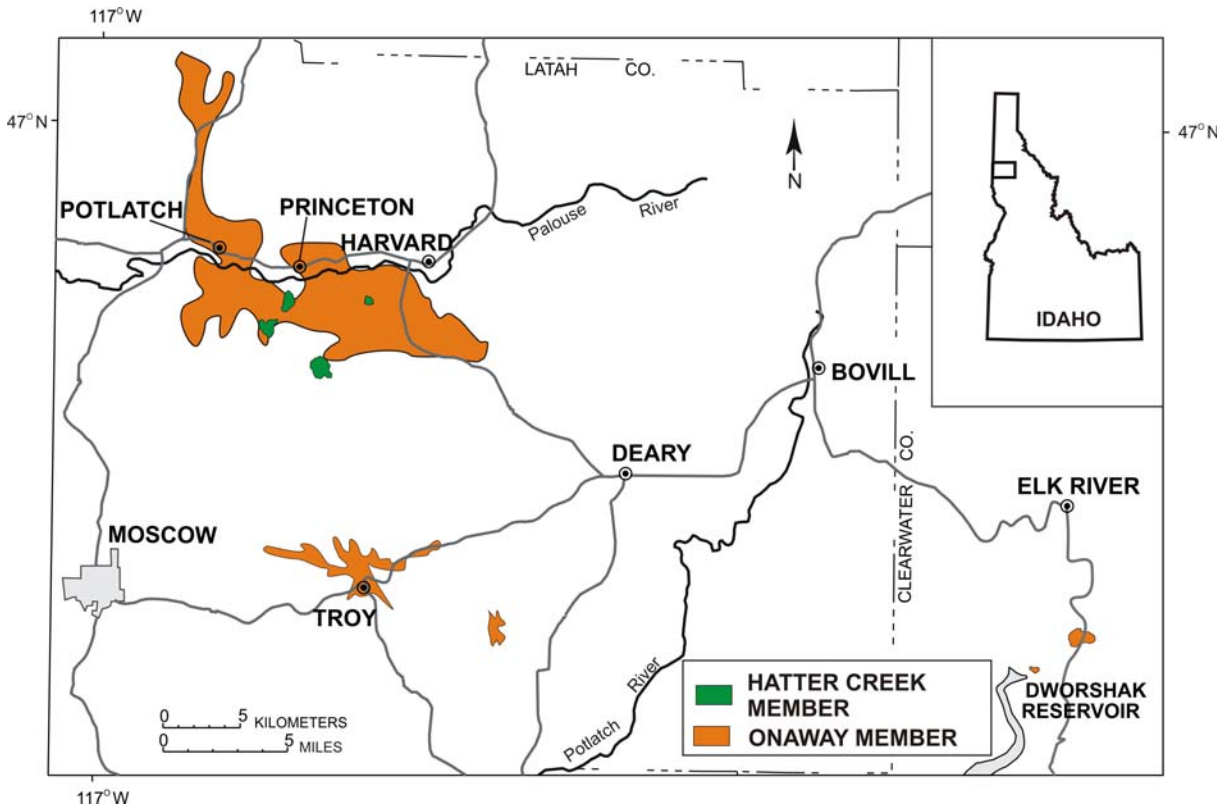 117°W
LATAH CO.
47°N
47°N
N
POTLATCH
PRINCETON
HARVARD
Palouse River
IDAHO
BOVILL
DEARY
CLEARWATER CO.
ELK RIVER
MOSCOW
TROY
Potlatch River
HATTER CREEK
MEMBER
ONAWAY MEMBER
DWORSHAK
RESERVOIR
0 5 KILOMETERS
0 5 MILES
117°W